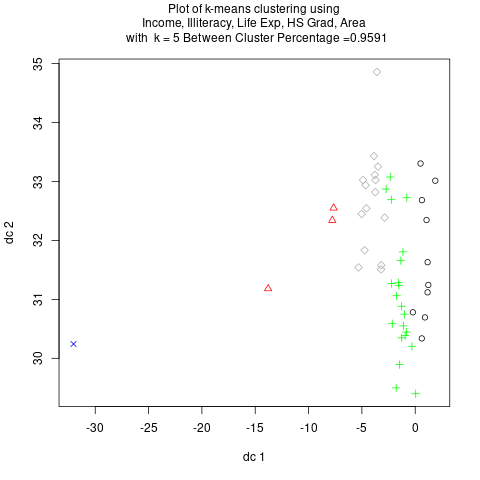 Plot of k-means clustering using
Income, Illiteracy, Life Exp, HS Grad, Area
with k = 5 Between Cluster Percentage =0.9591
dc 2
35
34
33
32
31
30
-30 -25 -20 -15 -10 -5 0
dc 1